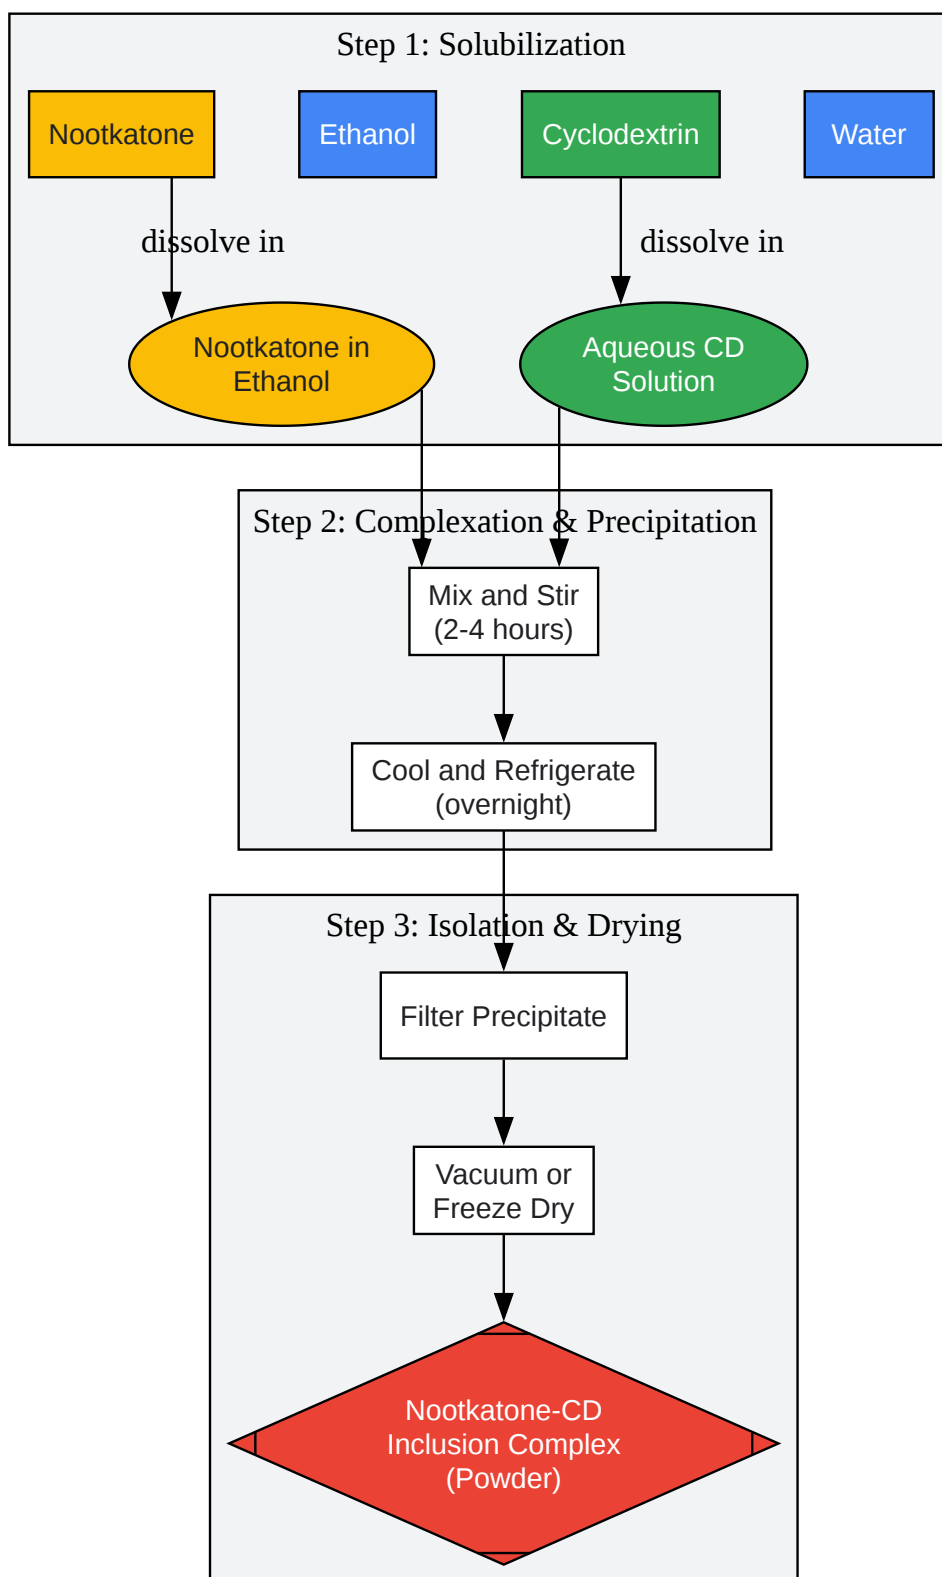 Step 1: Solubilization
Nootkatone
Ethanol
Cyclodextrin
Water
dissolve in
dissolve in
Nootkatone in
Ethanol
Aqueous CD
Solution
Step 2: Complexation & Precipitation
Mix and Stir
(2-4 hours)
Cool and Refrigerate
(overnight)
Step 3: Isolation & Drying
Filter Precipitate
Vacuum or
Freeze Dry
Nootkatone-CD
Inclusion Complex
(Powder)